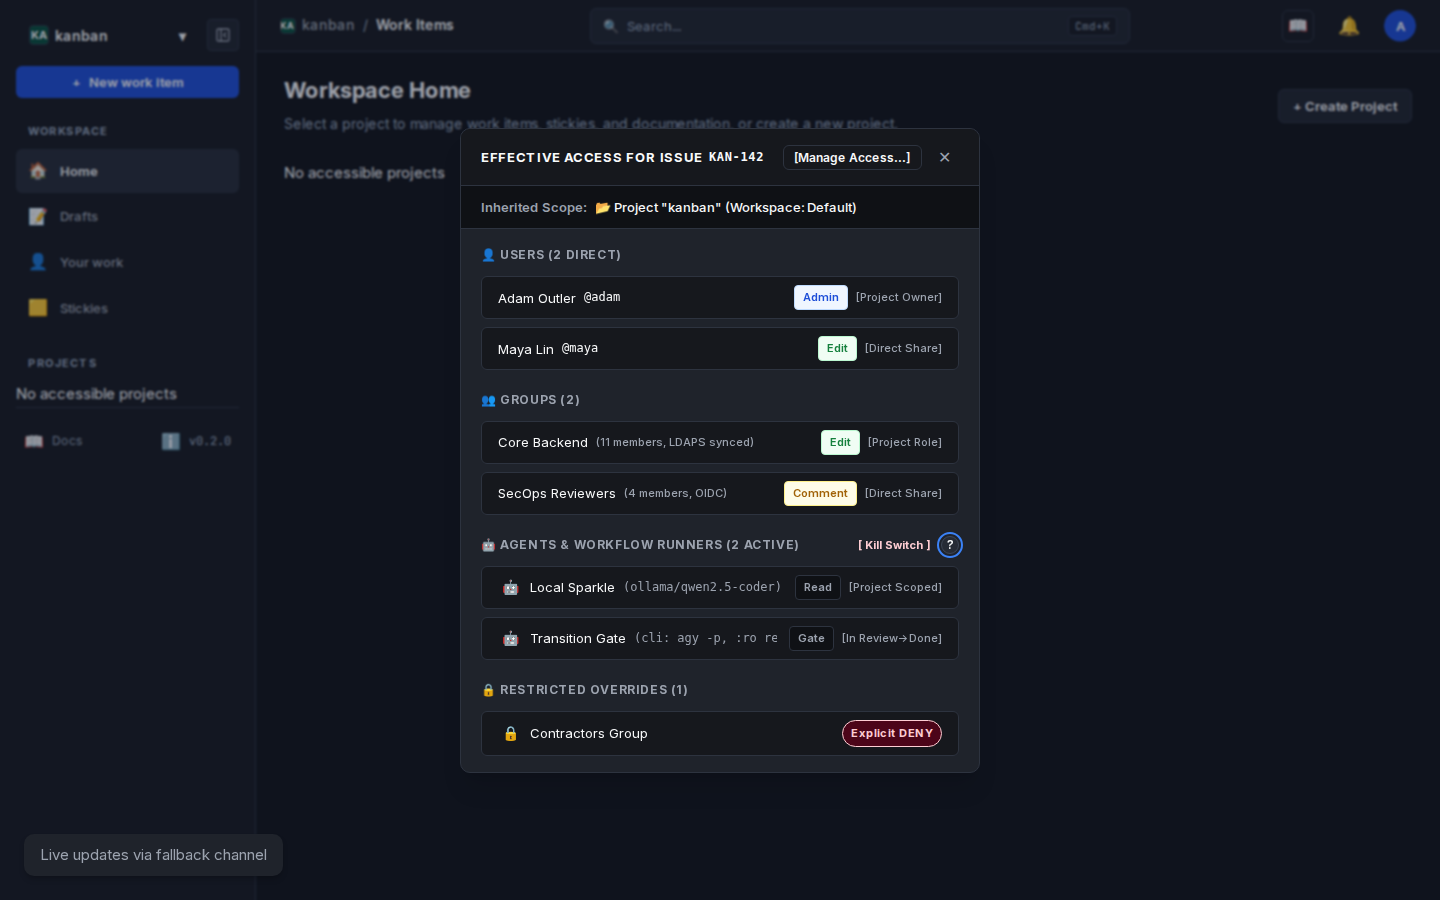 KA kanban
+ New work item
WORKSPACE
Home
Drafts
Your work
Stickies
PROJECTS
No accessible projects
Docs v0.2.0
KA kanban / Work Items
Search... Cmd+K
A
Workspace Home
Select a project to manage work items, stickies, and documentation, or create a new project.
+ Create Project
No accessible projects
EFFECTIVE ACCESS FOR ISSUE KAN-142 [Manage Access...] ✕
Inherited Scope: Project "kanban" (Workspace: Default)
USERS (2 DIRECT)
Adam Outler @adam Admin [Project Owner]
Maya Lin @maya Edit [Direct Share]
GROUPS (2)
Core Backend (11 members, LDAPS synced) Edit [Project Role]
SecOps Reviewers (4 members, OIDC) Comment [Direct Share]
AGENTS & WORKFLOW RUNNERS (2 ACTIVE) [ Kill Switch ] ?
Local Sparkle (ollama/qwen2.5-coder) Read [Project Scoped]
Transition Gate (cli: agy -p, :ro re Gate [In Review→Done]
RESTRICTED OVERRIDES (1)
Contractors Group Explicit DENY
Live updates via fallback channel